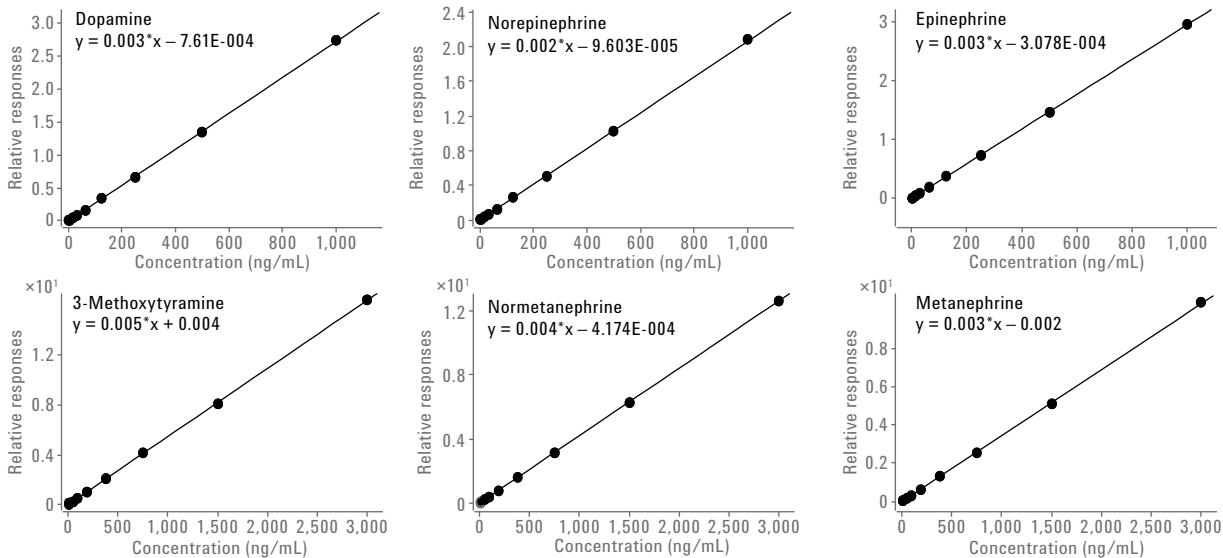 Dopamine
y = 0.003*x – 7.61E-004
Relative responses
3.0
2.5
2.0
1.5
1.0
0.5
0
0 200 400 600 800 1,000
Concentration (ng/mL)
Norepinephrine
y = 0.002*x – 9.603E-005
Relative responses
2.4
2.0
1.6
1.2
0.8
0.4
0
0 200 400 600 800 1,000
Concentration (ng/mL)
Epinephrine
y = 0.003*x – 3.078E-004
Relative responses
3
2
1
0
0 200 400 600 800 1,000
Concentration (ng/mL)
×10¹
3-Methoxytyramine
y = 0.005*x + 0.004
Relative responses
1.2
0.8
0.4
0
0 500 1,000 1,500 2,000 2,500 3,000
Concentration (ng/mL)
×10¹
Normetanephrine
y = 0.004*x – 4.174E-004
Relative responses
1.2
0.8
0.4
0
0 500 1,000 1,500 2,000 2,500 3,000
Concentration (ng/mL)
×10¹
Metanephrine
y = 0.003*x – 0.002
Relative responses
0.8
0.6
0.4
0.2
0
0 500 1,000 1,500 2,000 2,500 3,000
Concentration (ng/mL)